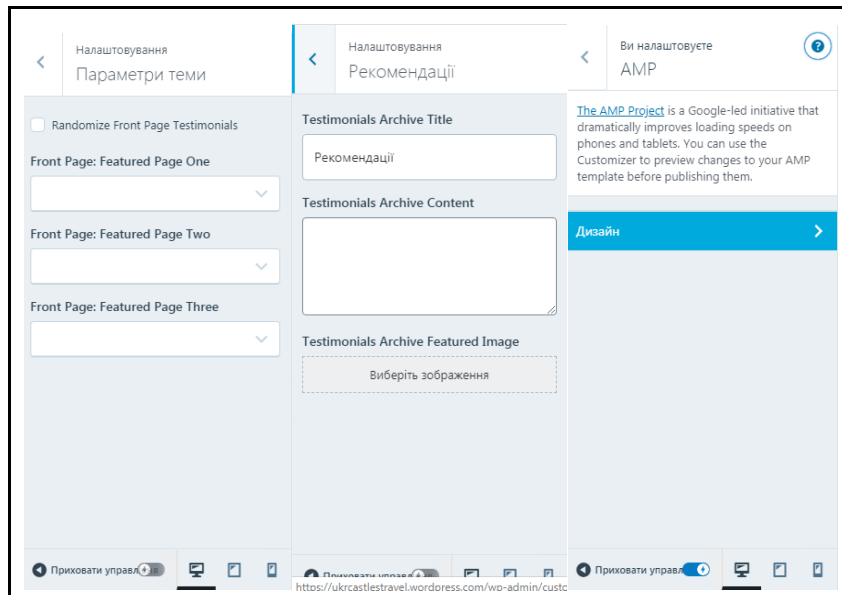 Налаштовування
Параметри теми
Randomize Front Page Testimonials
Front Page: Featured Page One
Front Page: Featured Page Two
Front Page: Featured Page Three
Приховати управл
Налаштовування
Рекомендації
Testimonials Archive Title
Рекомендації
Testimonials Archive Content
Testimonials Archive Featured Image
Виберіть зображення
Приховати управл
https://ukrcastlestravel.wordpress.com/wp-admin/custo
Ви налаштовуєте
AMP
?
The AMP Project is a Google-led initiative that
dramatically improves loading speeds on
phones and tablets. You can use the
Customizer to preview changes to your AMP
template before publishing them.
Дизайн
Приховати управл